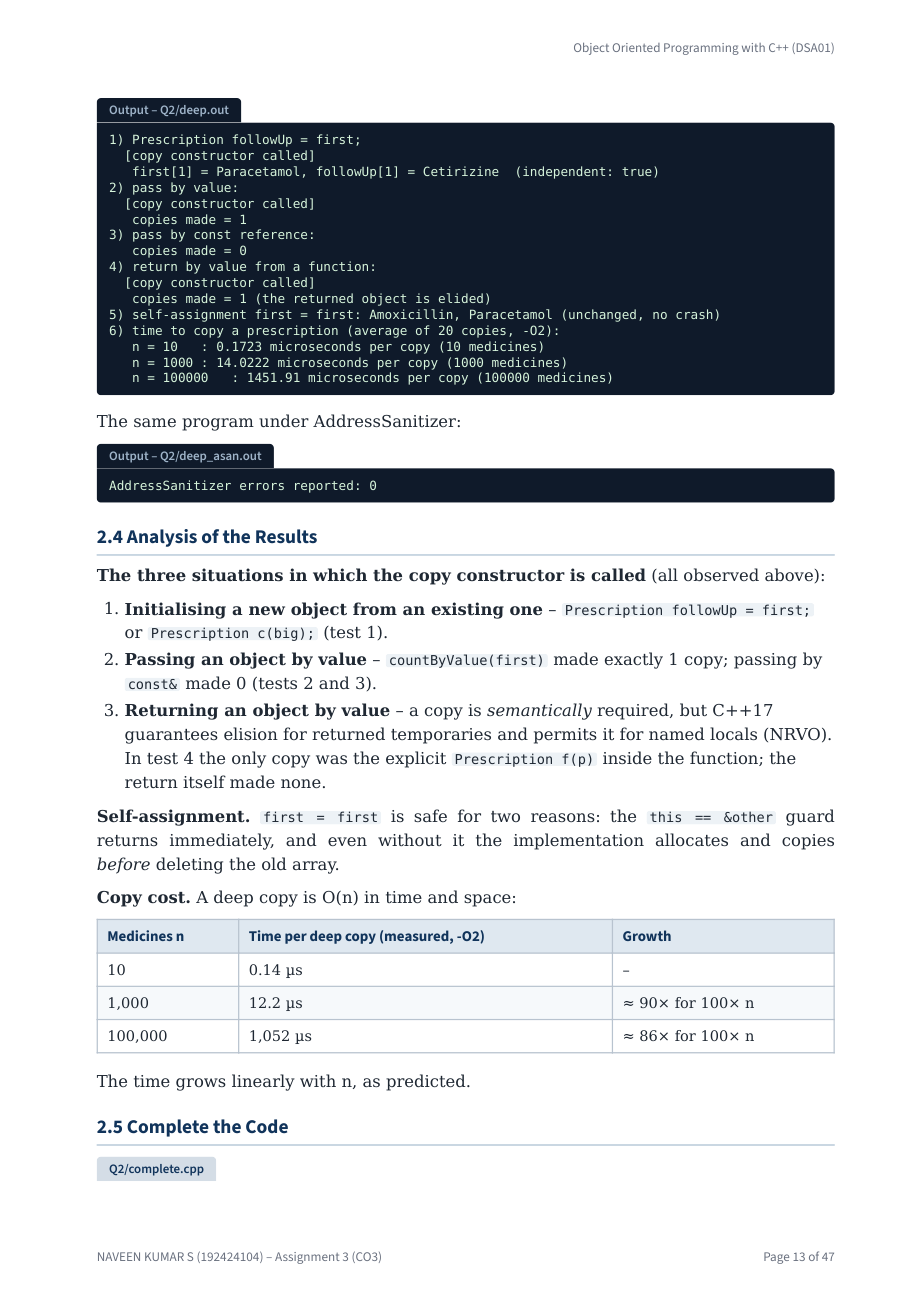 Object Oriented Programming with C++ (DSA01)
Output – Q2/deep.out
1) Prescription followUp = first;
  [copy constructor called]
   first[1] = Paracetamol, followUp[1] = Cetirizine  (independent: true)
2) pass by value:
  [copy constructor called]
   copies made = 1
3) pass by const reference:
   copies made = 0
4) return by value from a function:
  [copy constructor called]
   copies made = 1 (the returned object is elided)
5) self-assignment first = first: Amoxicillin, Paracetamol (unchanged, no crash)
6) time to copy a prescription (average of 20 copies, -O2):
   n = 10   : 0.1723 microseconds per copy (10 medicines)
   n = 1000 : 14.0222 microseconds per copy (1000 medicines)
   n = 100000   : 1451.91 microseconds per copy (100000 medicines)
The same program under AddressSanitizer:
Output – Q2/deep_asan.out
AddressSanitizer errors reported: 0
2.4 Analysis of the Results
The three situations in which the copy constructor is called (all observed above):
1. Initialising a new object from an existing one – Prescription followUp = first;
or Prescription c(big); (test 1).
2. Passing an object by value – countByValue(first) made exactly 1 copy; passing by
const& made 0 (tests 2 and 3).
3. Returning an object by value – a copy is semantically required, but C++17
guarantees elision for returned temporaries and permits it for named locals (NRVO).
In test 4 the only copy was the explicit Prescription f(p) inside the function; the
return itself made none.
Self-assignment. first = first is safe for two reasons: the this == &other guard
returns immediately, and even without it the implementation allocates and copies
before deleting the old array.
Copy cost. A deep copy is O(n) in time and space:
Medicines n Time per deep copy (measured, -O2) Growth
10 0.14 µs –
1,000 12.2 µs ≈ 90× for 100× n
100,000 1,052 µs ≈ 86× for 100× n
The time grows linearly with n, as predicted.
2.5 Complete the Code
Q2/complete.cpp
NAVEEN KUMAR S (192424104) – Assignment 3 (CO3) Page 13 of 47